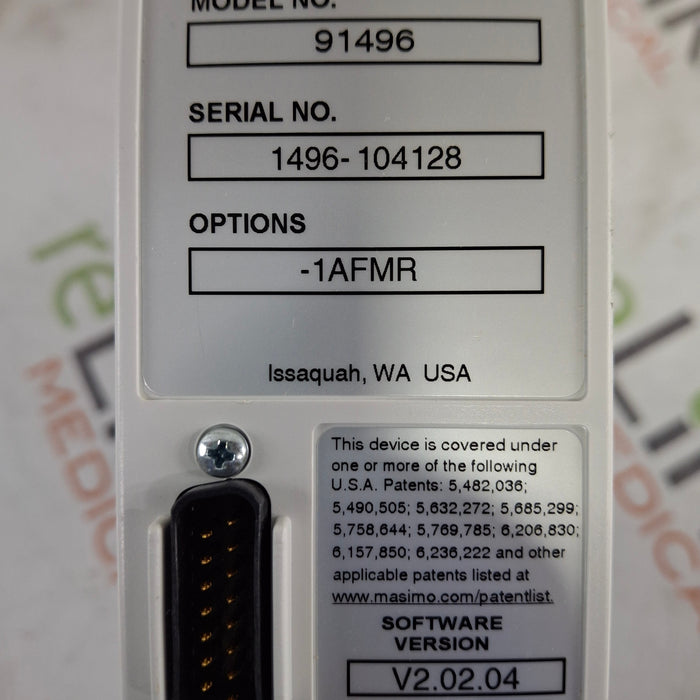 MODEL NO.
91496
SERIAL NO.
1496-104128
OPTIONS
-1AFMR
Issaquah, WA USA
This device is covered under
one or more of the following
U.S.A. Patents: 5,482,036;
5,490,505; 5,632,272; 5,685,299;
5,758,644; 5,769,785; 6,206,830;
6,157,850; 6,236,222 and other
applicable patents listed at
www.masimo.com/patentlist.
SOFTWARE
VERSION
V2.02.04
reLi
MEDICAL
MEDICAL